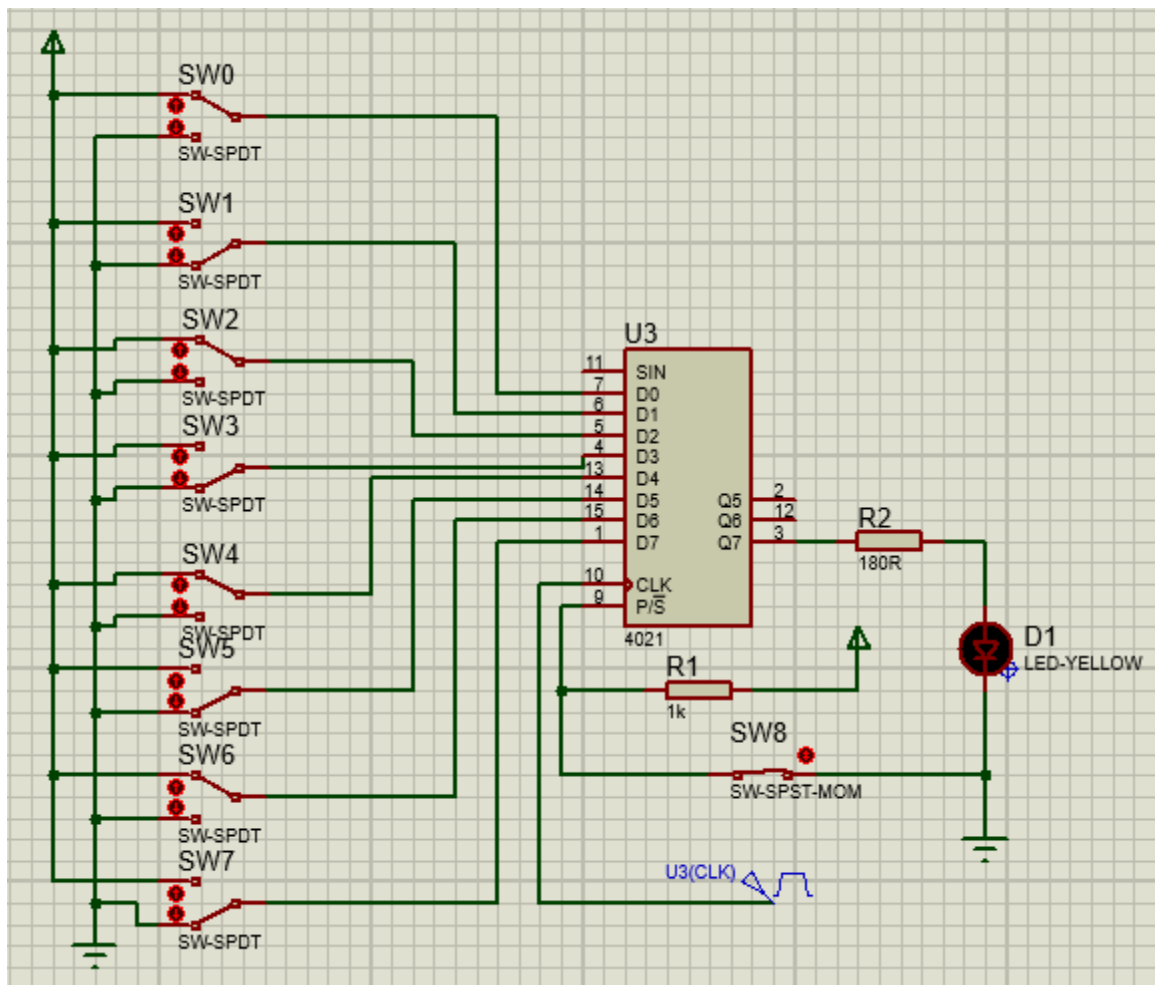 SW0
SW-SPDT
SW1
SW-SPDT
SW2
SW-SPDT
SW3
SW-SPDT
SW4
SW-SPDT
SW5
SW-SPDT
SW6
SW-SPDT
SW7
SW-SPDT
U3
11 SIN
7 D0
6 D1
5 D2
4 D3
13 D4
14 D5 Q5 2
15 D6 Q6 12
1 D7 Q7 3
10 CLK
9 P/S̅
4021
R2
180R
D1
LED-YELLOW
R1
1k
SW8
SW-SPST-MOM
U3(CLK)